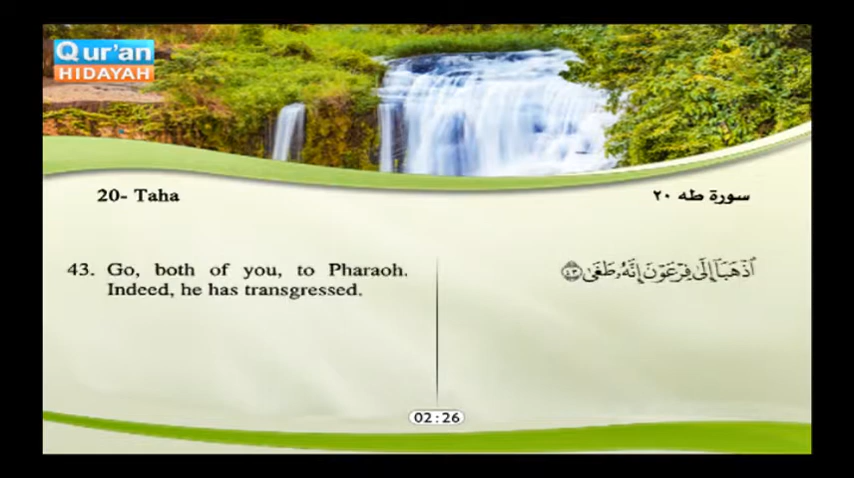 Qur'an
HIDAYAH
20- Taha
سورة طه ٢٠
43. Go, both of you, to Pharaoh.
Indeed, he has transgressed.
ٱذْهَبَآ إِلَىٰ فِرْعَوْنَ إِنَّهُۥ طَغَىٰ ٤٣
02:26